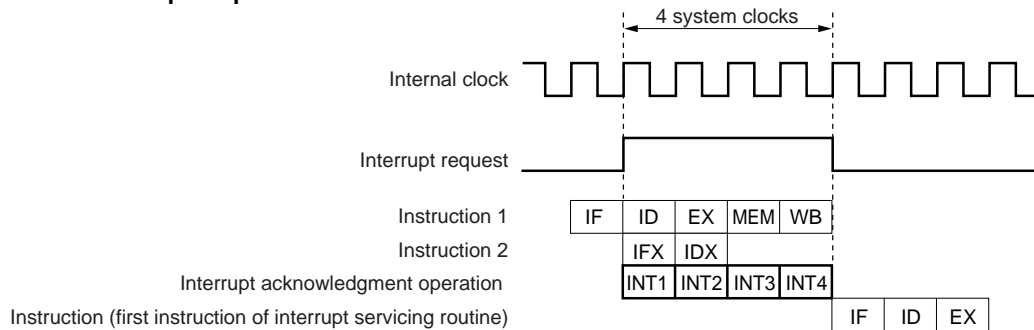 4 system clocks
Internal clock
Interrupt request
Instruction 1 IF ID EX MEM WB
Instruction 2 IFX IDX
Interrupt acknowledgment operation INT1 INT2 INT3 INT4
Instruction (first instruction of interrupt servicing routine) IF ID EX